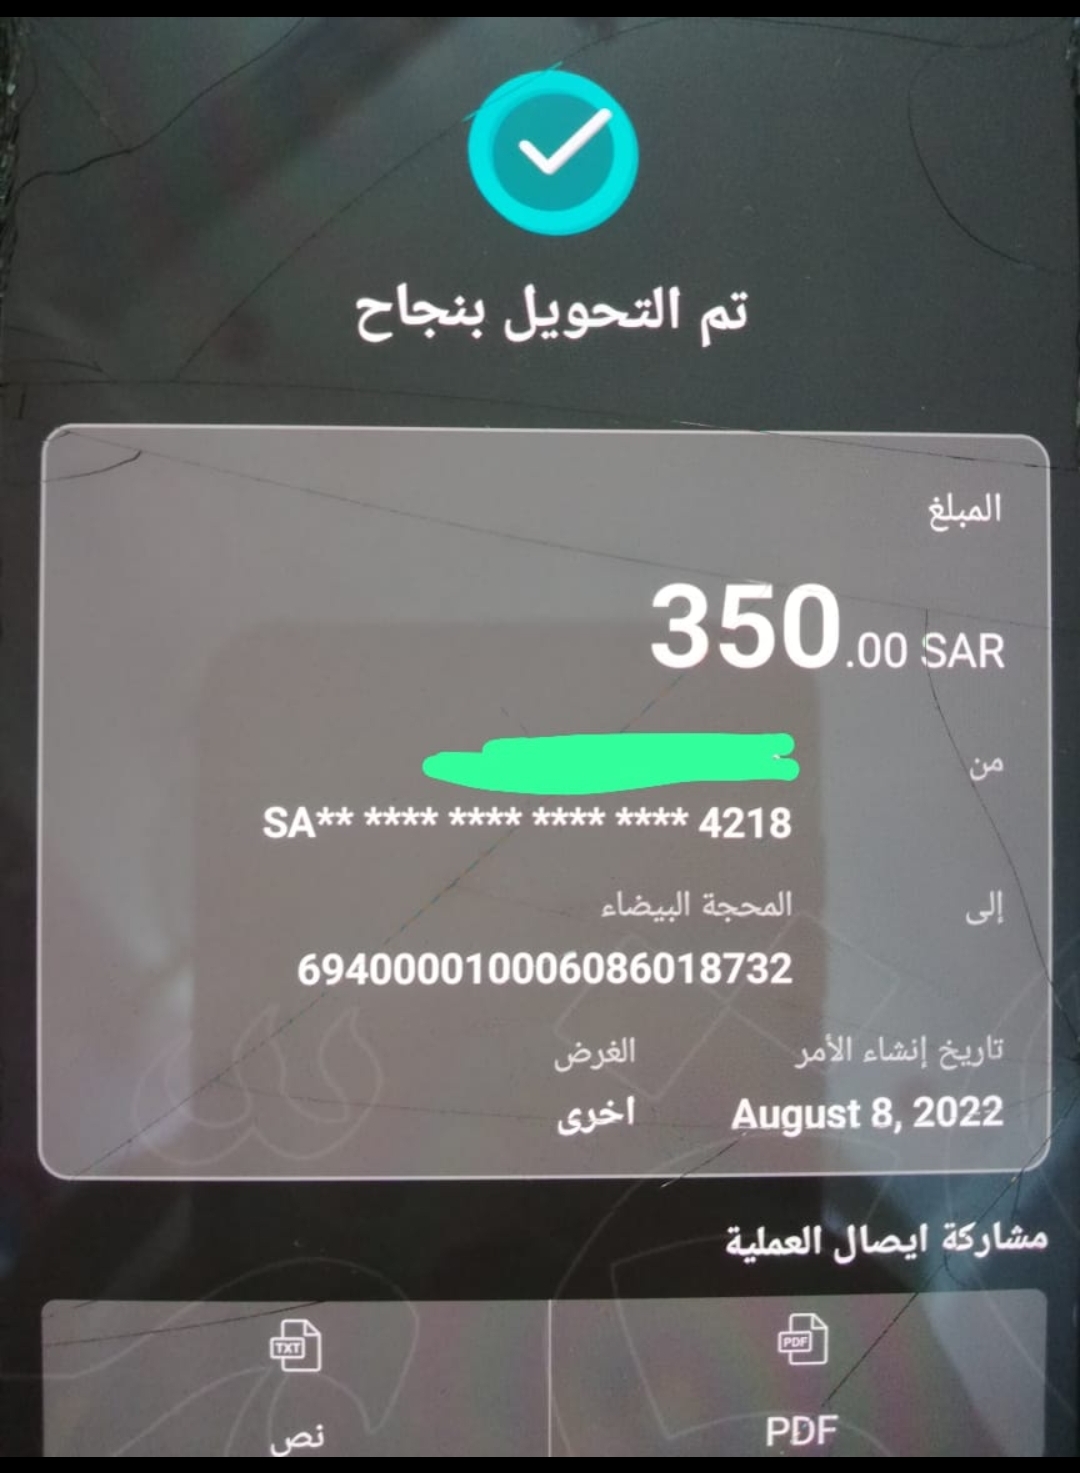 تم التحويل بنجاح
المبلغ
350.00 SAR
من
SA** **** **** **** **** 4218
إلى
المحجة البيضاء
694000010006086018732
تاريخ إنشاء الأمر
الغرض
August 8, 2022
اخرى
مشاركة ايصال العملية
PDF
TXT
PDF
نص